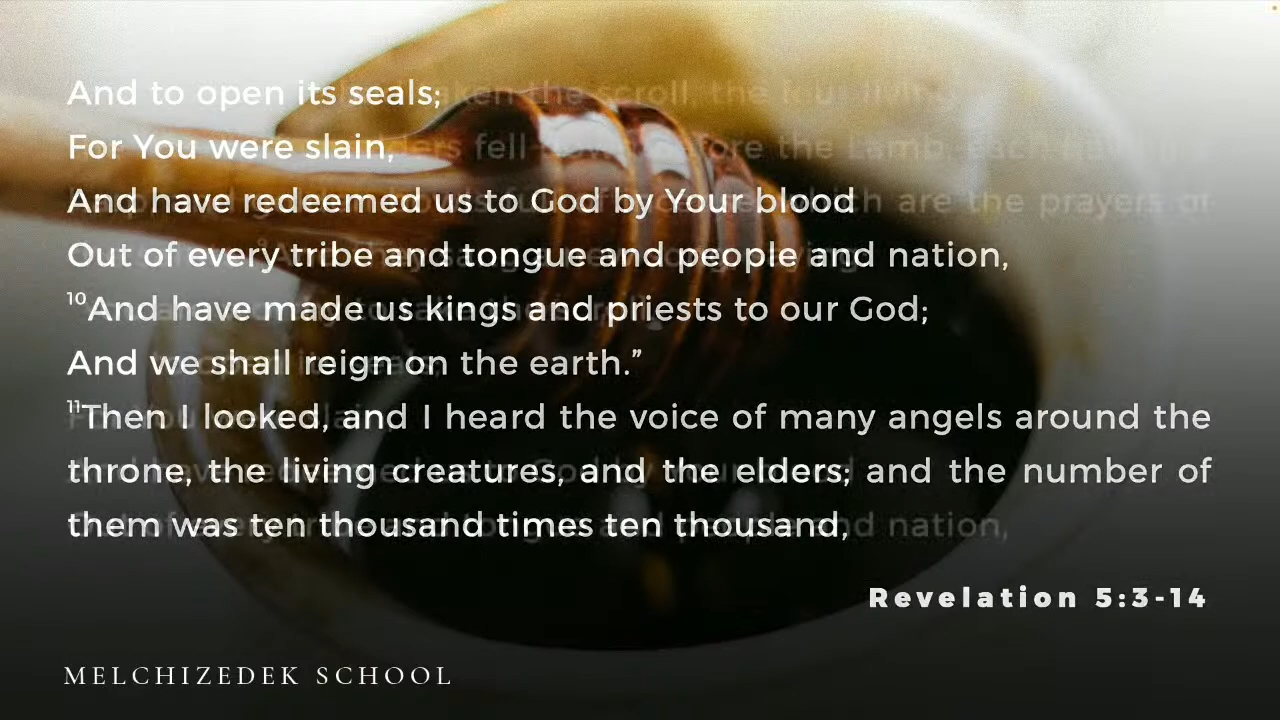 And to open its seals;
For You were slain,
And have redeemed us to God by Your blood
Out of every tribe and tongue and people and nation,
¹⁰And have made us kings and priests to our God;
And we shall reign on the earth.”
¹¹Then I looked, and I heard the voice of many angels around the
throne, the living creatures, and the elders; and the number of
them was ten thousand times ten thousand,
Revelation 5:3-14
MELCHIZEDEK SCHOOL